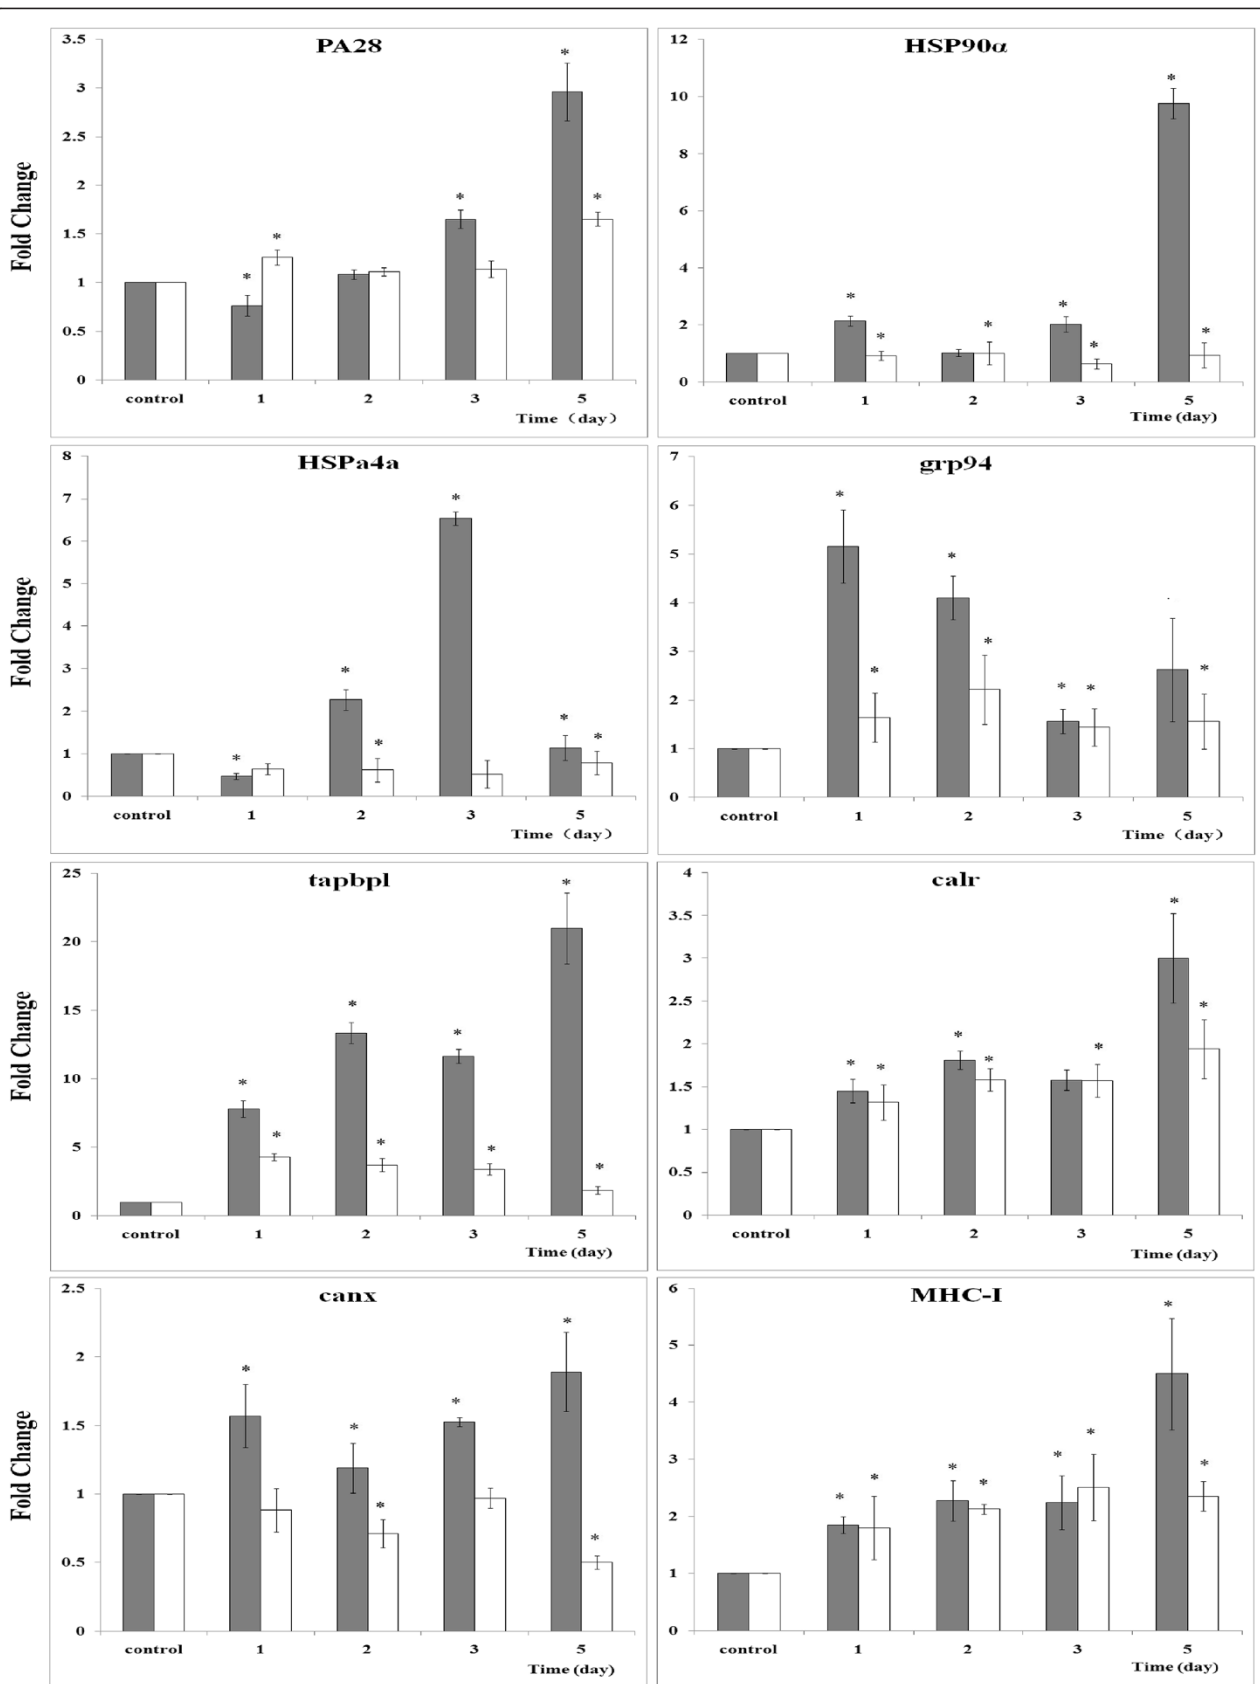 PA28
3.5
3
2.5
2
1.5
1
0.5
0
Fold Change
* * * * *
control 1 2 3 5
Time (day)
HSP90α
12
10
8
6
4
2
0
* * * * * * *
control 1 2 3 5
Time (day)
HSPa4a
8
7
6
5
4
3
2
1
0
Fold Change
* * * * * *
control 1 2 3 5
Time (day)
grp94
7
6
5
4
3
2
1
0
* * * * * * *
control 1 2 3 5
Time (day)
tapbpl
25
20
15
10
5
0
Fold Change
* * * * * * * *
control 1 2 3 5
Time (day)
calr
4
3.5
3
2.5
2
1.5
1
0.5
0
* * * * * * *
control 1 2 3 5
Time (day)
canx
2.5
2
1.5
1
0.5
0
Fold Change
* * * * * *
control 1 2 3 5
Time (day)
MHC-I
6
5
4
3
2
1
0
* * * * * * * *
control 1 2 3 5
Time (day)